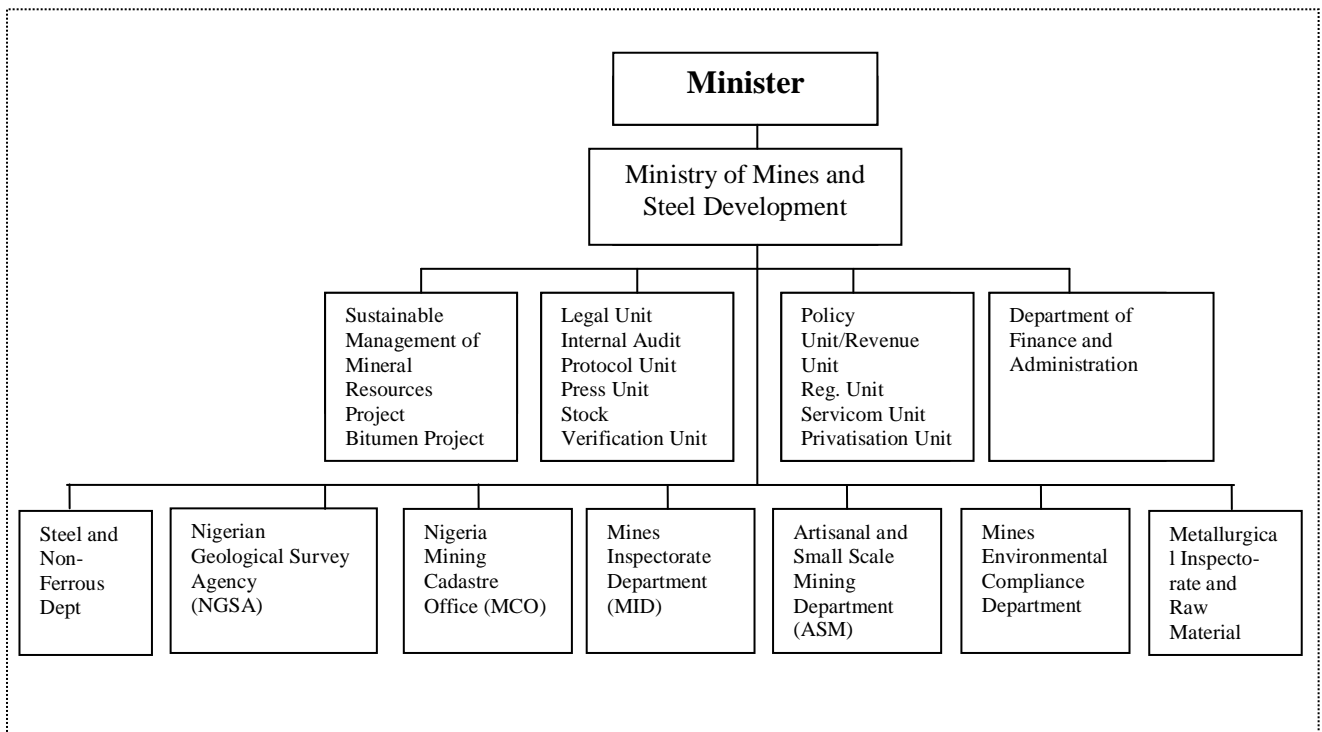 Minister
Ministry of Mines and
Steel Development
Sustainable
Management of
Mineral
Resources
Project
Bitumen Project
Legal Unit
Internal Audit
Protocol Unit
Press Unit
Stock
Verification Unit
Policy
Unit/Revenue
Unit
Reg. Unit
Servicom Unit
Privatisation Unit
Department of
Finance and
Administration
Steel and
Non-
Ferrous
Dept
Nigerian
Geological Survey
Agency
(NGSA)
Nigeria
Mining
Cadastre
Office (MCO)
Mines
Inspectorate
Department
(MID)
Artisanal and
Small Scale
Mining
Department
(ASM)
Mines
Environmental
Compliance
Department
Metallurgica
l Inspecto-
rate and
Raw
Material